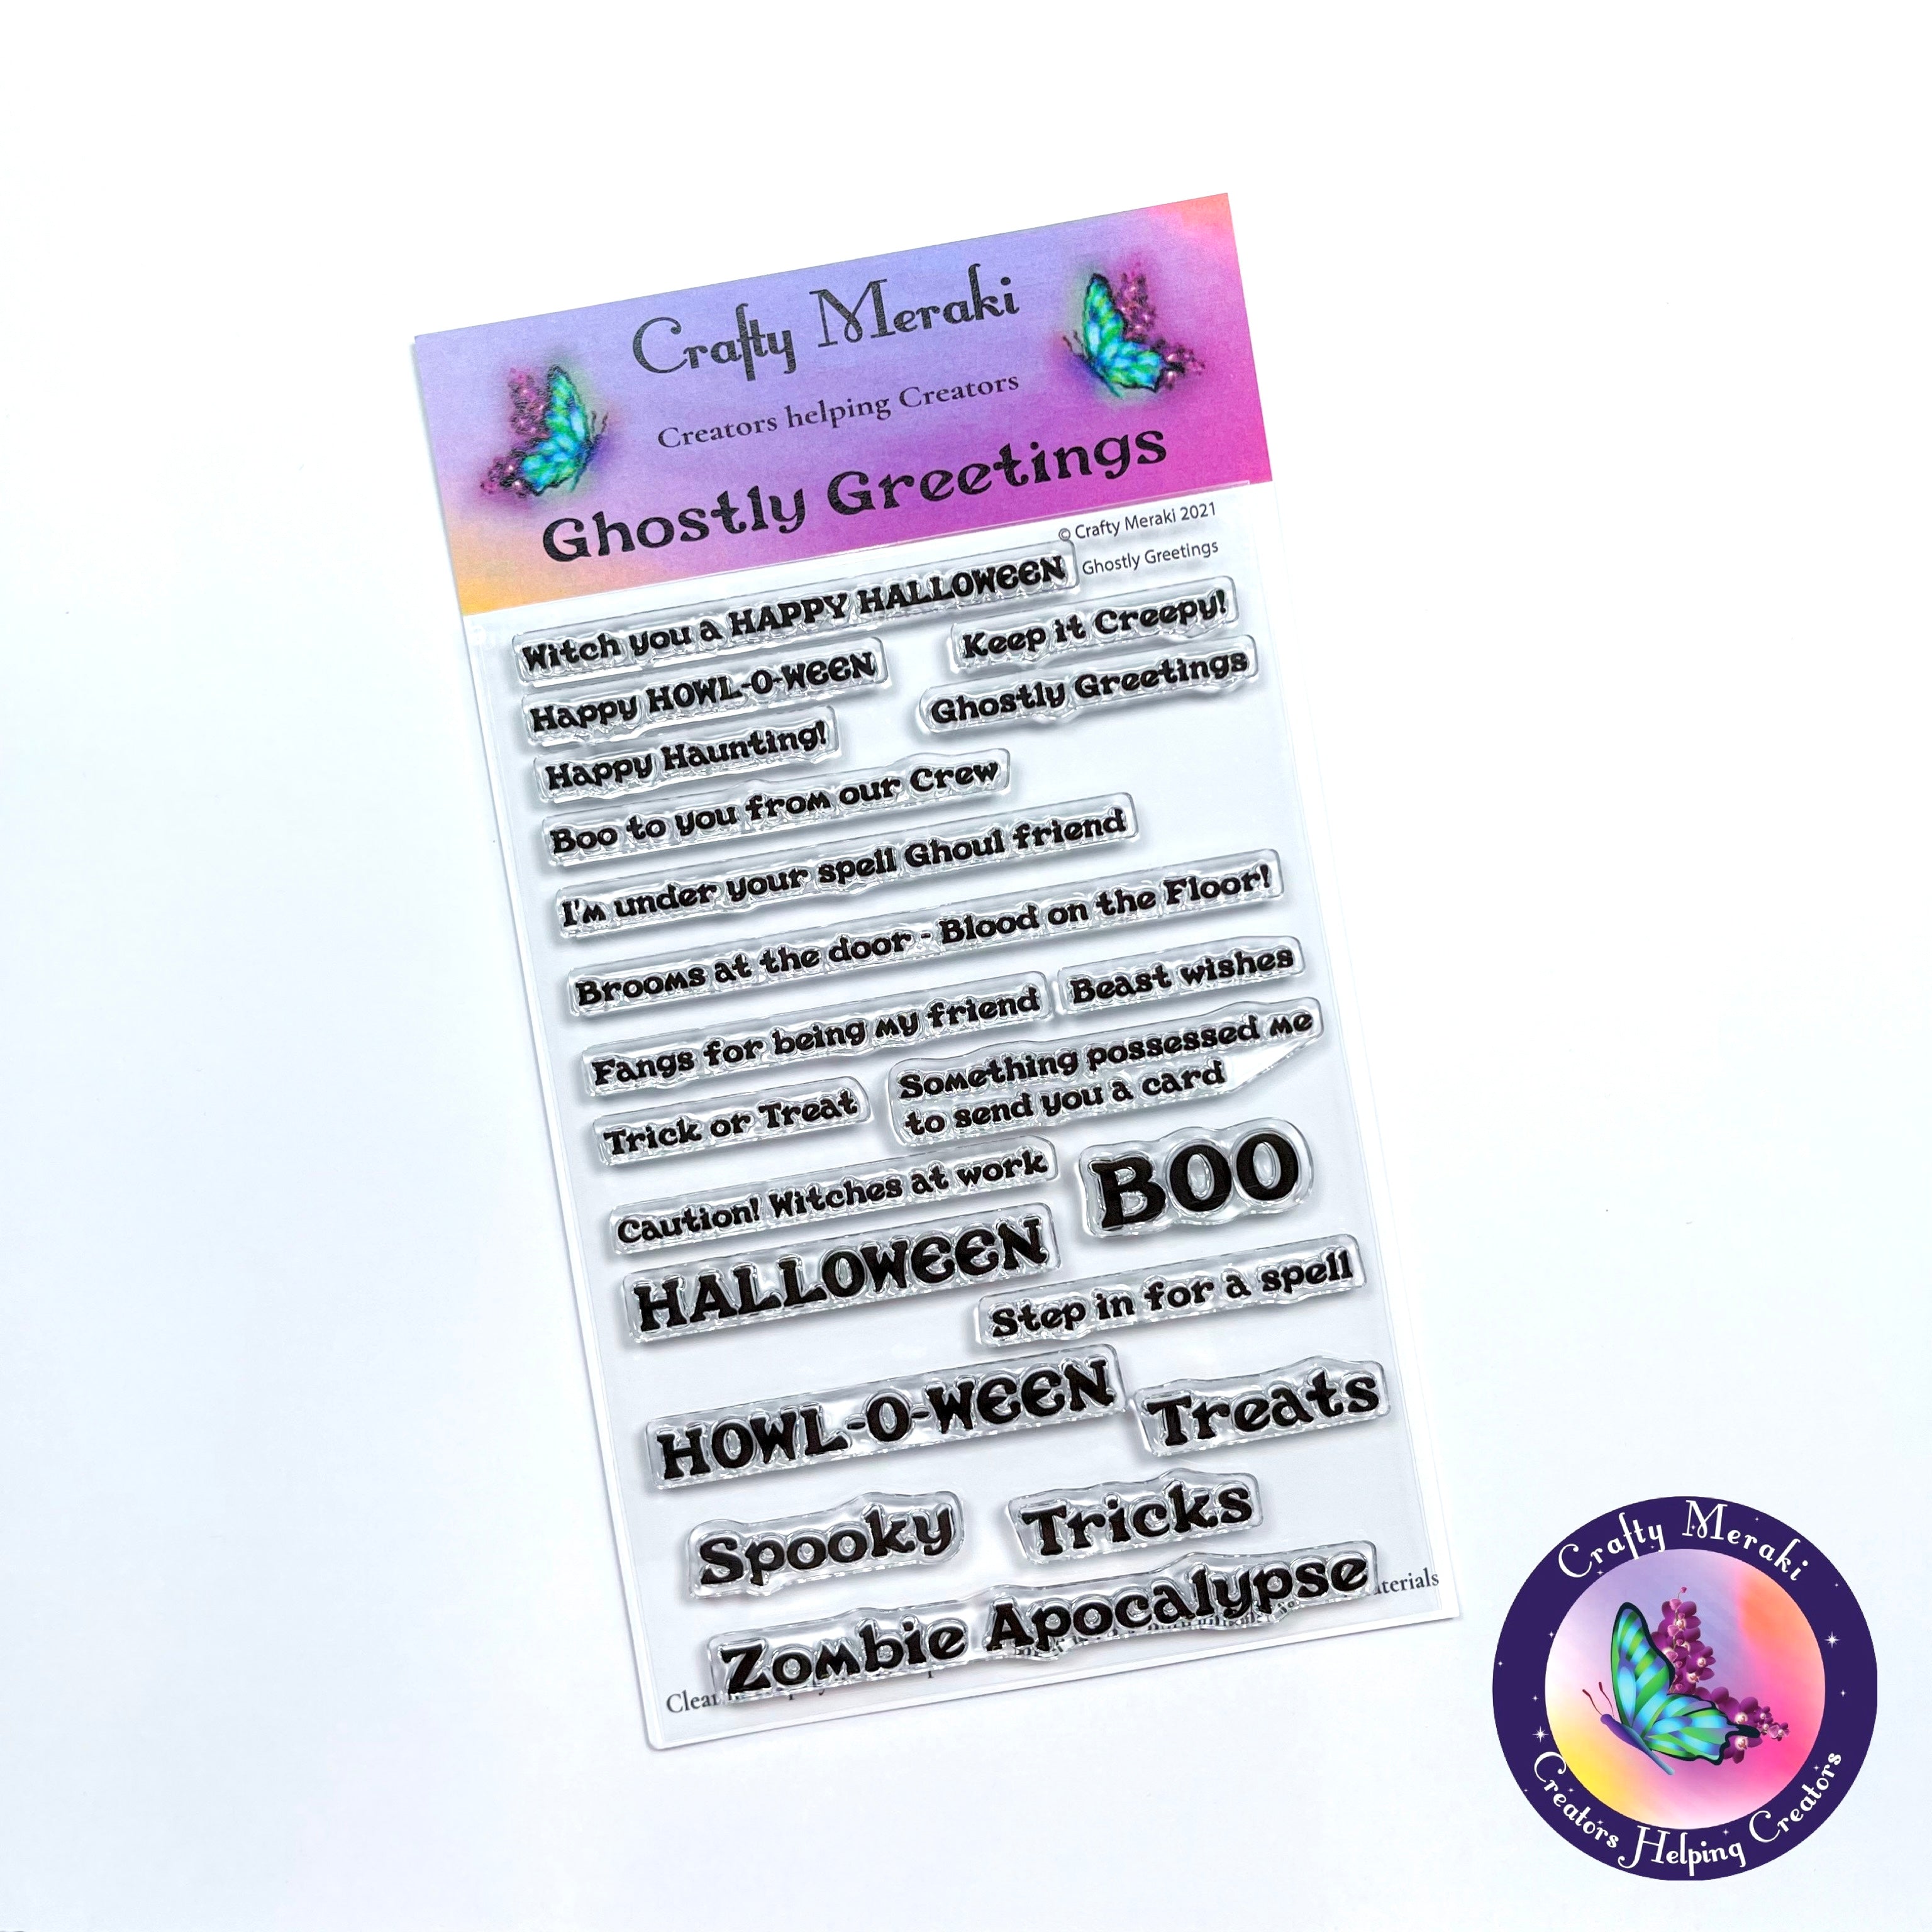 Crafty Meraki
Creators helping Creators
Ghostly Greetings
© Crafty Meraki 2021
Ghostly Greetings
Witch you a HAPPY HALLOWEEN
Keep it Creepy!
Happy HOWL-O-WEEN
Ghostly Greetings
Happy Haunting!
Boo to you from our Crew
I'm under your spell Ghoul friend
Brooms at the door - Blood on the Floor!
Fangs for being my friend
Beast wishes
Something possessed me
to send you a card
Trick or Treat
Caution! Witches at work
BOO
HALLOWEEN
Step in for a spell
HOWL-O-WEEN
Treats
Spooky
Tricks
Zombie Apocalypse
Crafty Meraki
Creators Helping Creators